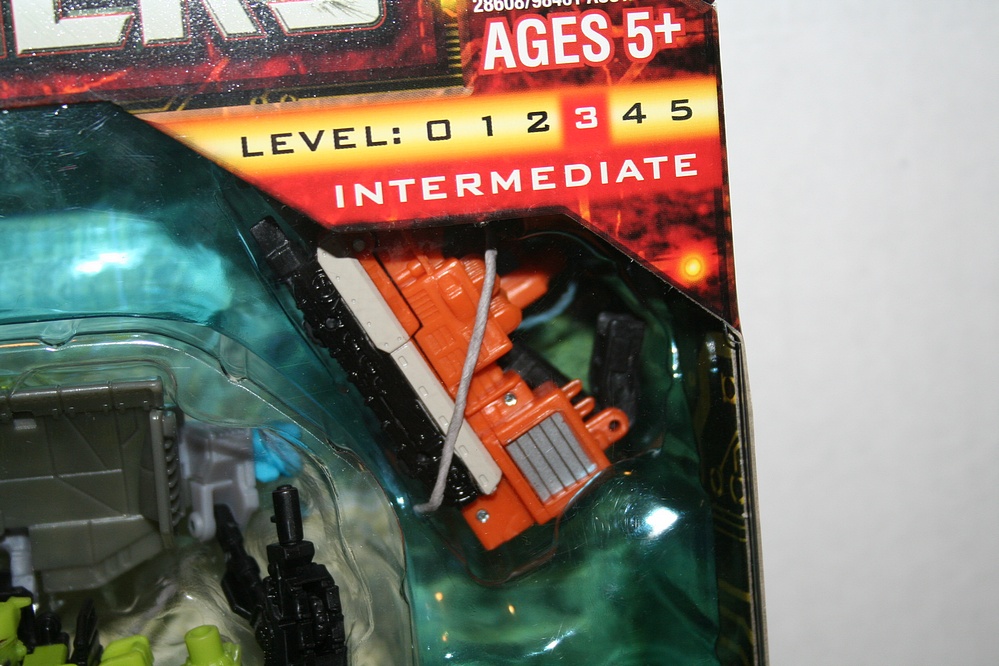 AGES 5+
LEVEL: 0 1 2 3 4 5
INTERMEDIATE